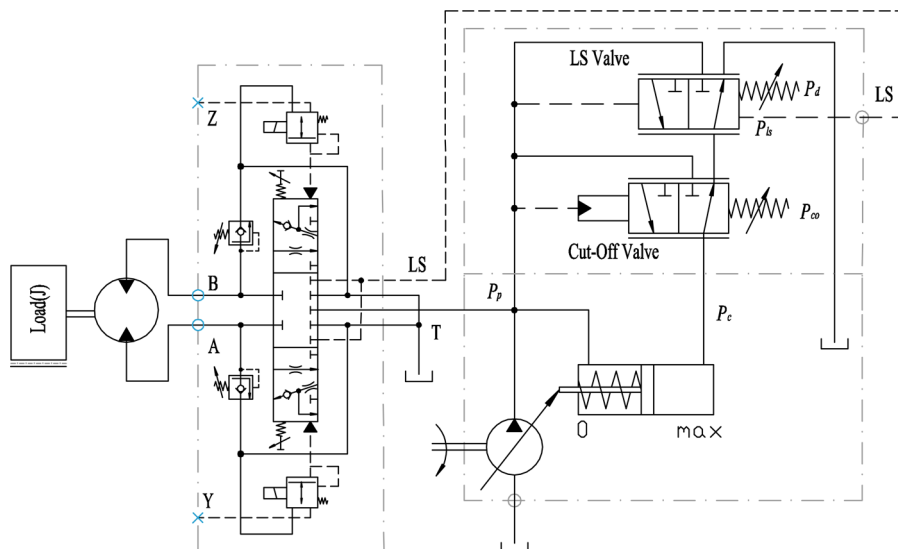 LS Valve
P_d
LS
Z
P_ls
P_co
Cut-Off Valve
LS
B
P_p
P_c
Load(J)
A
T
0
max
Y